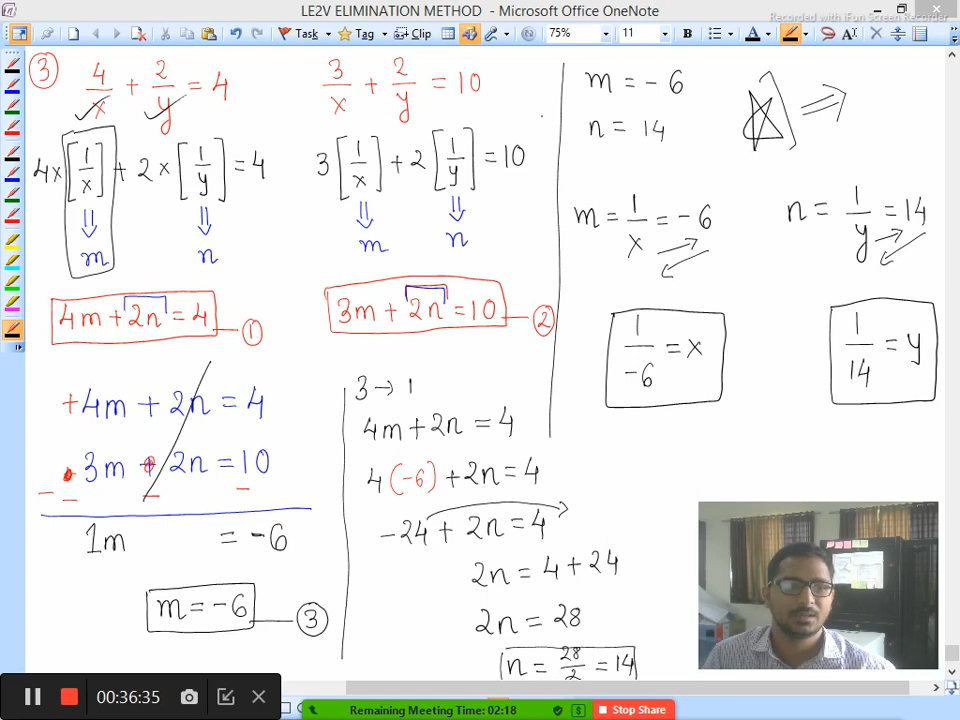 LE2V ELIMINATION METHOD - Microsoft Office OneNote
Recorded with iFun Screen Recorder
Task Tag Clip 75% 11 B A
③
4/x + 2/y = 4
3/x + 2/y = 10
4×[1/x] + 2×[1/y] = 4
3[1/x] + 2[1/y] = 10
⇓ ⇓ ⇓ ⇓
m n m n
4m + 2n = 4 ①
3m + 2n = 10 ②
+4m + 2n = 4
3m + 2n = 10
− − − −
1m = -6
m = -6 ③
3 → 1
4m + 2n = 4
4(-6) + 2n = 4
-24 + 2n = 4
2n = 4 + 24
2n = 28
n = 28/2 = 14
m = -6
n = 14
⇒
m = 1/x = -6
n = 1/y = 14
1/-6 = x
1/14 = y
00:36:35
Remaining Meeting Time: 02:18
Stop Share